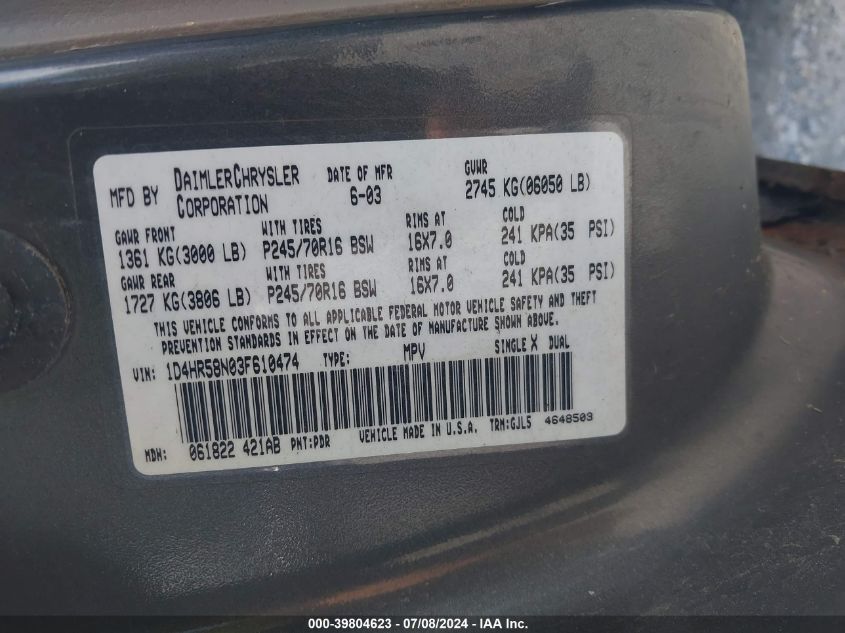 MFD BY DAIMLERCHRYSLER CORPORATION DATE OF MFR 6-03 GVWR 2745 KG(06050 LB)
GAWR FRONT WITH TIRES RIMS AT COLD
1361 KG(3000 LB) P245/70R16 BSW 16X7.0 241 KPA(35 PSI)
GAWR REAR WITH TIRES RIMS AT COLD
1727 KG(3806 LB) P245/70R16 BSW 16X7.0 241 KPA(35 PSI)
THIS VEHICLE CONFORMS TO ALL APPLICABLE FEDERAL MOTOR VEHICLE SAFETY AND THEFT
PREVENTION STANDARDS IN EFFECT ON THE DATE OF MANUFACTURE SHOWN ABOVE.
VIN: 1D4HR58N03F610474 TYPE: MPV SINGLE X DUAL
MDH: 061822 421AB PNT:PDR VEHICLE MADE IN U.S.A. TRM:GJL5 4648503
000-39804623 - 07/08/2024 - IAAI.com